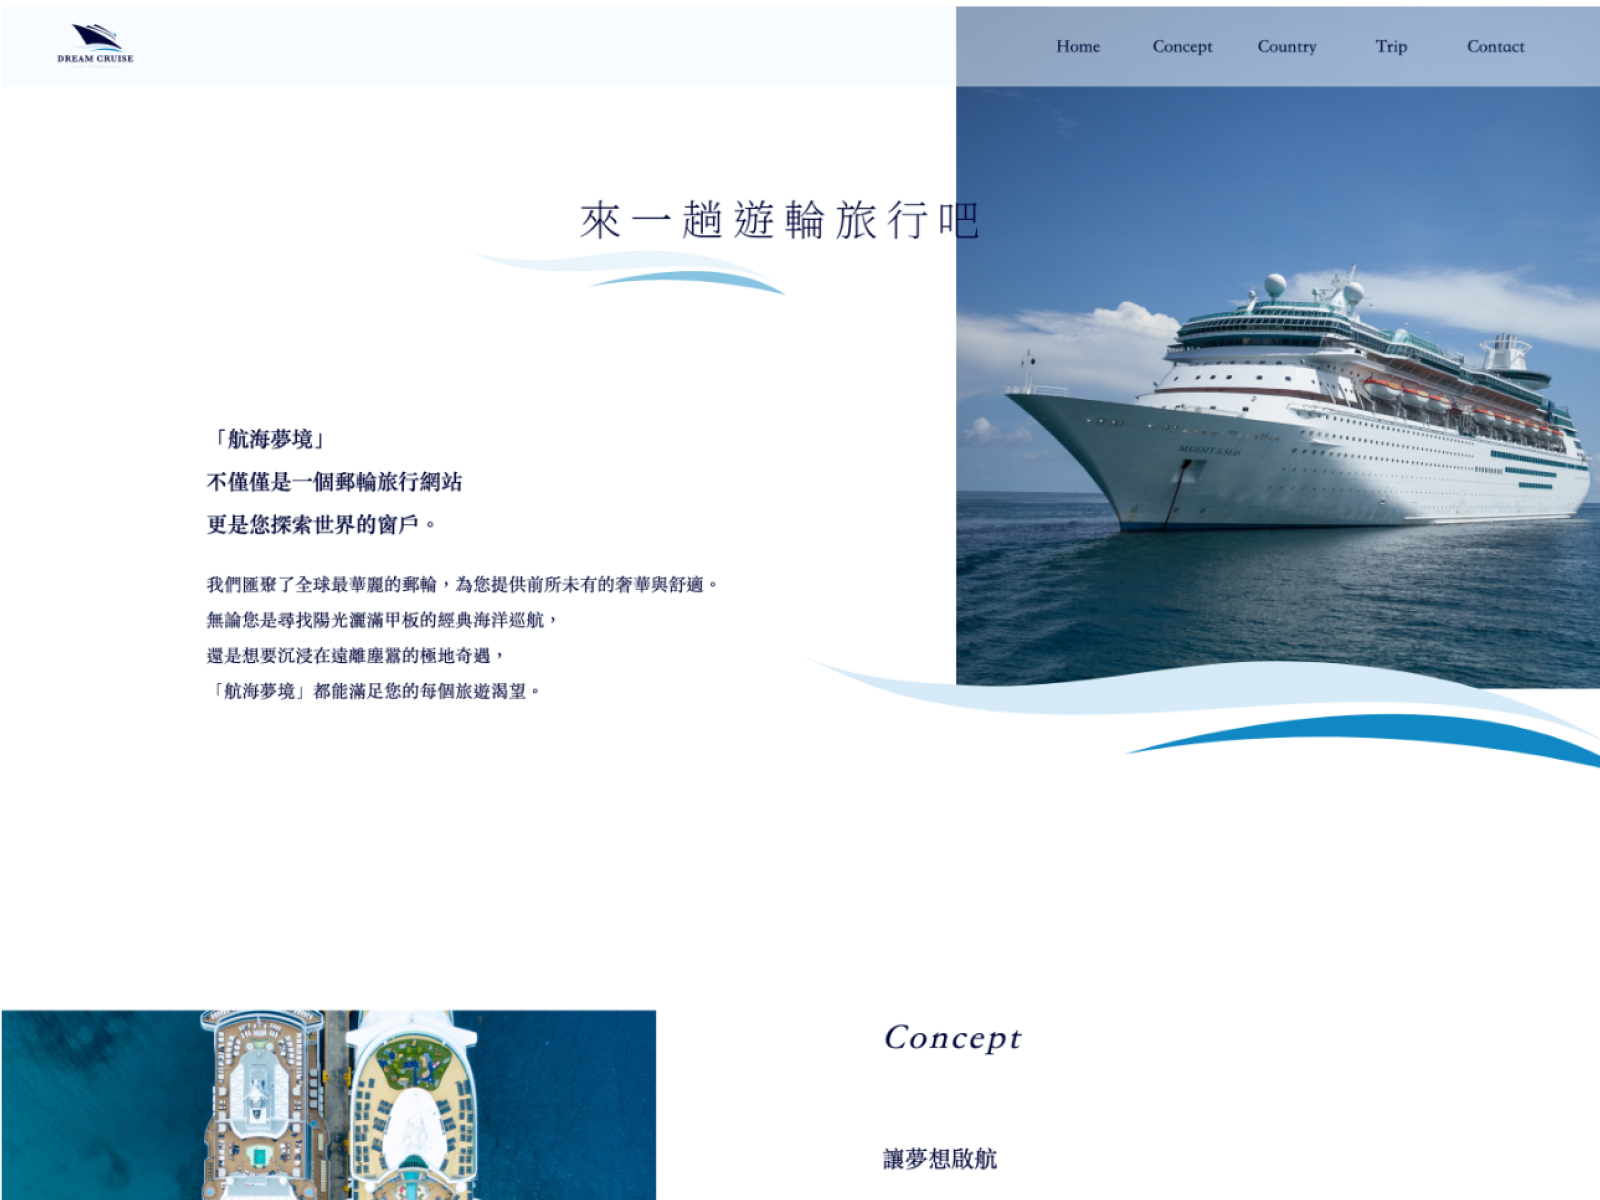 DREAM CRUISE
Home Concept Country Trip Contact
來一趟遊輪旅行吧
MAJESTY OF THE SEAS
「航海夢境」
不僅僅是一個郵輪旅行網站
更是您探索世界的窗戶。
我們匯聚了全球最華麗的郵輪，為您提供前所未有的奢華與舒適。
無論您是尋找陽光灑滿甲板的經典海洋巡航，
還是想要沉浸在遠離塵囂的極地奇遇，
「航海夢境」都能滿足您的每個旅遊渴望。
Concept
讓夢想啟航